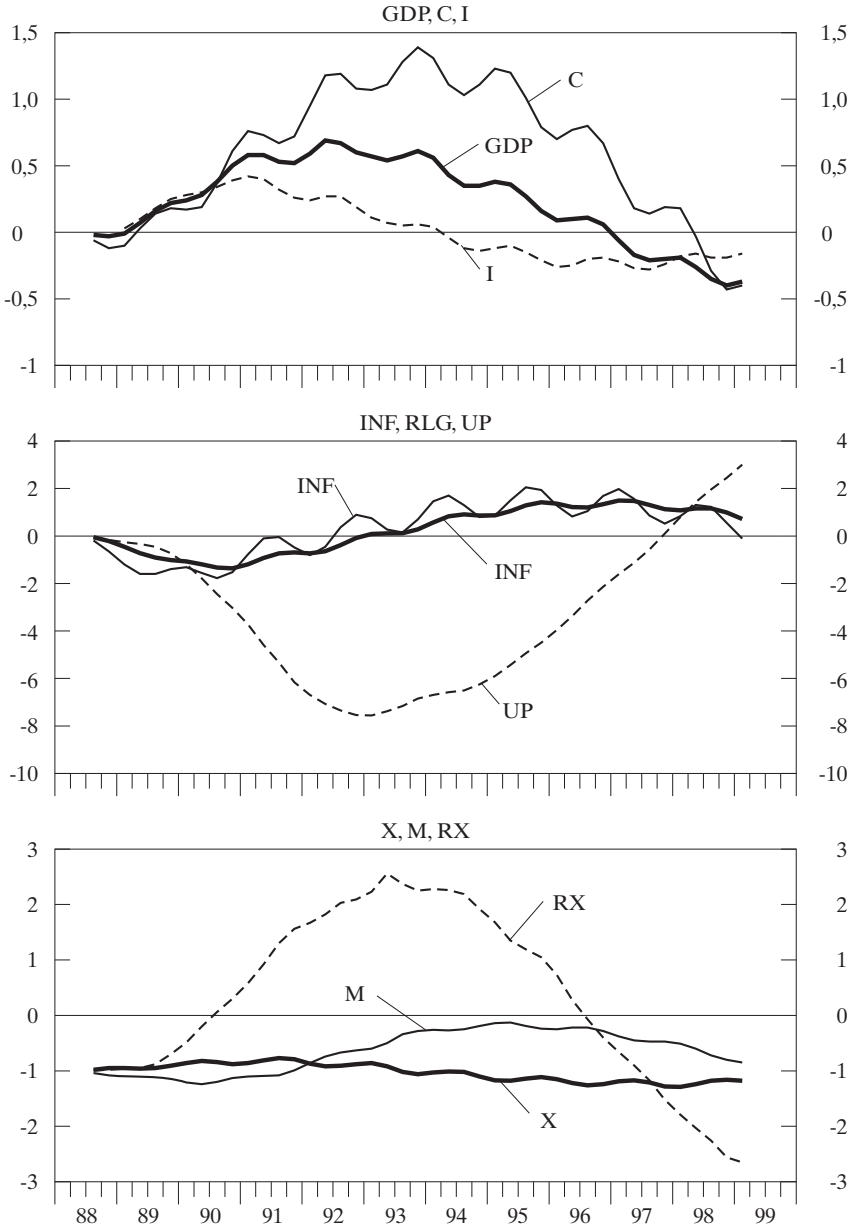 GDP, C, I
1,5 1,5
C
1,0 1,0
GDP
0,5 0,5
0 0
I
-0,5 -0,5
-1 -1
INF, RLG, UP
4 4
INF
2 2
0 0
INF
-2 -2
-4 -4
-6 -6
UP
-8 -8
-10 -10
X, M, RX
3 3
2 2
RX
1 1
M
0 0
-1 -1
X
-2 -2
-3 -3
88 89 90 91 92 93 94 95 96 97 98 99